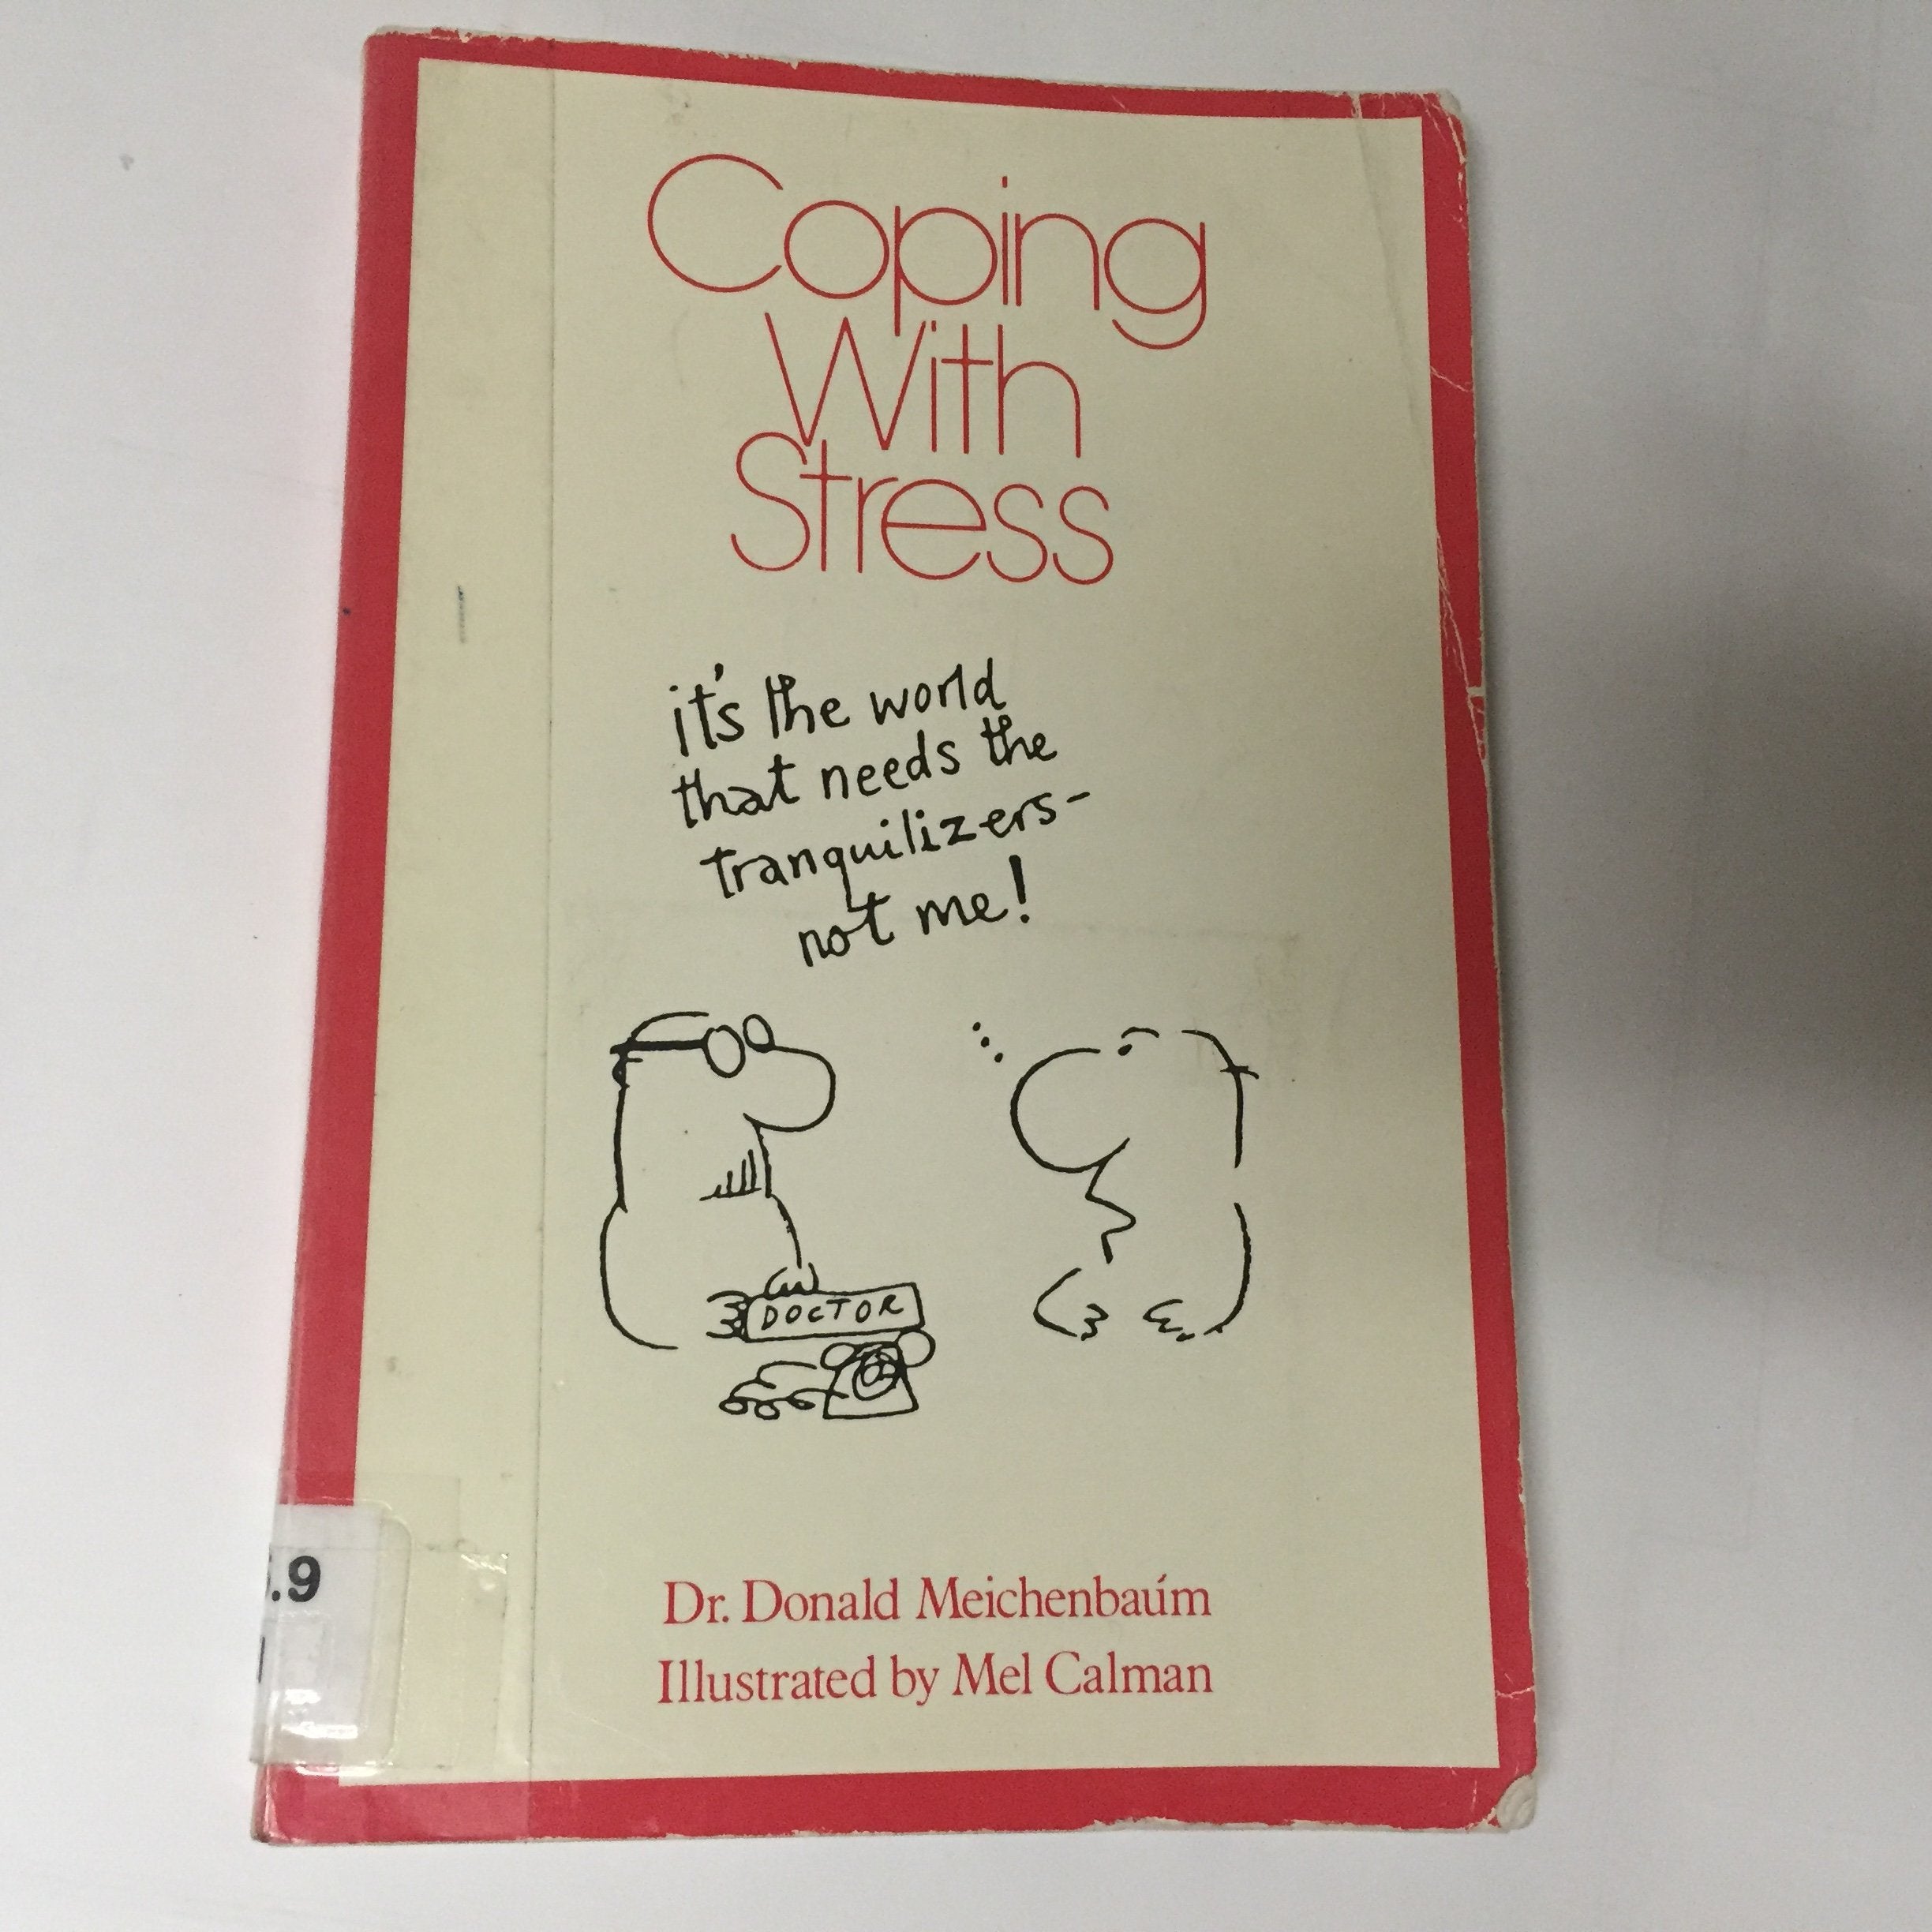 Coping
With
Stress
it's the world
that needs the
tranquilizers-
not me!
DOCTOR
.9
Dr. Donald Meichenbaúm
Illustrated by Mel Calman